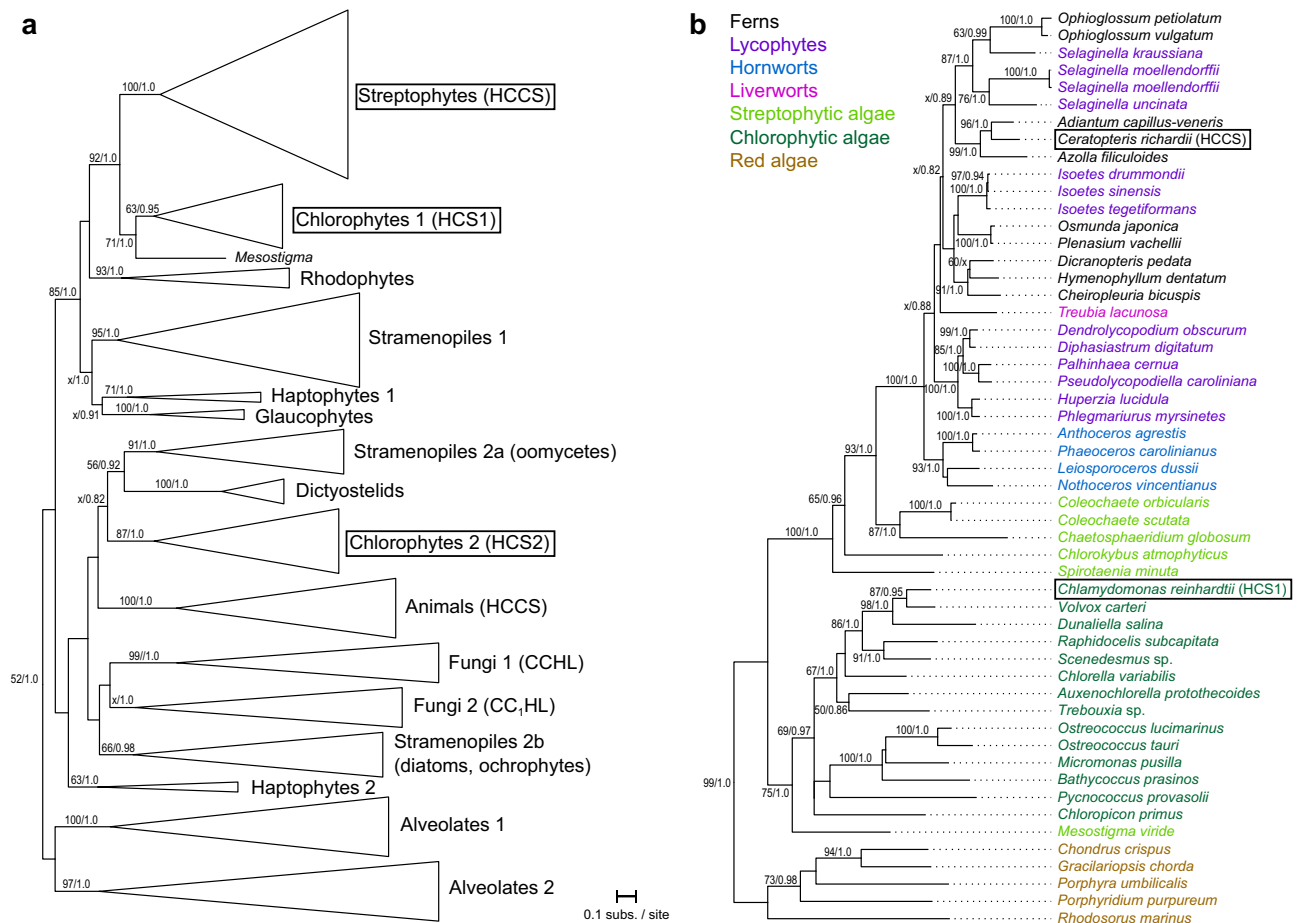 a
100/1.0
Streptophytes (HCCS)
92/1.0
63/0.95
Chlorophytes 1 (HCS1)
71/1.0
Mesostigma
93/1.0
Rhodophytes
85/1.0
95/1.0
Stramenopiles 1
x/1.0
71/1.0
Haptophytes 1
x/0.91
100/1.0
Glaucophytes
91/1.0
Stramenopiles 2a (oomycetes)
56/0.92
100/1.0
Dictyostelids
x/0.82
87/1.0
Chlorophytes 2 (HCS2)
100/1.0
Animals (HCCS)
99//1.0
Fungi 1 (CCHL)
52/1.0
x/1.0
Fungi 2 (CC₁HL)
66/0.98
Stramenopiles 2b
(diatoms, ochrophytes)
63/1.0
Haptophytes 2
100/1.0
Alveolates 1
97/1.0
Alveolates 2
0.1 subs. / site
b
Ferns
Lycophytes
Hornworts
Liverworts
Streptophytic algae
Chlorophytic algae
Red algae
100/1.0
Ophioglossum petiolatum
63/0.99
Ophioglossum vulgatum
Selaginella kraussiana
87/1.0
100/1.0
Selaginella moellendorffii
Selaginella moellendorffii
76/1.0
Selaginella uncinata
x/0.89
96/1.0
Adiantum capillus-veneris
Ceratopteris richardii (HCCS)
99/1.0
Azolla filiculoides
x/0.82
97/0.94
Isoetes drummondii
100/1.0
Isoetes sinensis
Isoetes tegetiformans
Osmunda japonica
100/1.0
Plenasium vachellii
Dicranopteris pedata
60/x
Hymenophyllum dentatum
91/1.0
Cheiropleuria bicuspis
x/0.88
Treubia lacunosa
99/1.0
Dendrolycopodium obscurum
85/1.0
Diphasiastrum digitatum
100/1.0
Palhinhaea cernua
100/1.0
Pseudolycopodiella caroliniana
100/1.0
Huperzia lucidula
100/1.0
Phlegmariurus myrsinetes
100/1.0
Anthoceros agrestis
Phaeoceros carolinianus
93/1.0
93/1.0
Leiosporoceros dussii
Nothoceros vincentianus
65/0.96
100/1.0
Coleochaete orbicularis
Coleochaete scutata
87/1.0
Chaetosphaeridium globosum
100/1.0
Chlorokybus atmophyticus
Spirotaenia minuta
87/0.95
Chlamydomonas reinhardtii (HCS1)
98/1.0
Volvox carteri
86/1.0
Dunaliella salina
Raphidocelis subcapitata
91/1.0
Scenedesmus sp.
67/1.0
Chlorella variabilis
Auxenochlorella protothecoides
50/0.86
Trebouxia sp.
69/0.97
100/1.0
Ostreococcus lucimarinus
Ostreococcus tauri
100/1.0
Micromonas pusilla
Bathycoccus prasinos
99/1.0
75/1.0
Pycnococcus provasolii
Chloropicon primus
Mesostigma viride
94/1.0
Chondrus crispus
Gracilariopsis chorda
73/0.98
Porphyra umbilicalis
Porphyridium purpureum
Rhodosorus marinus